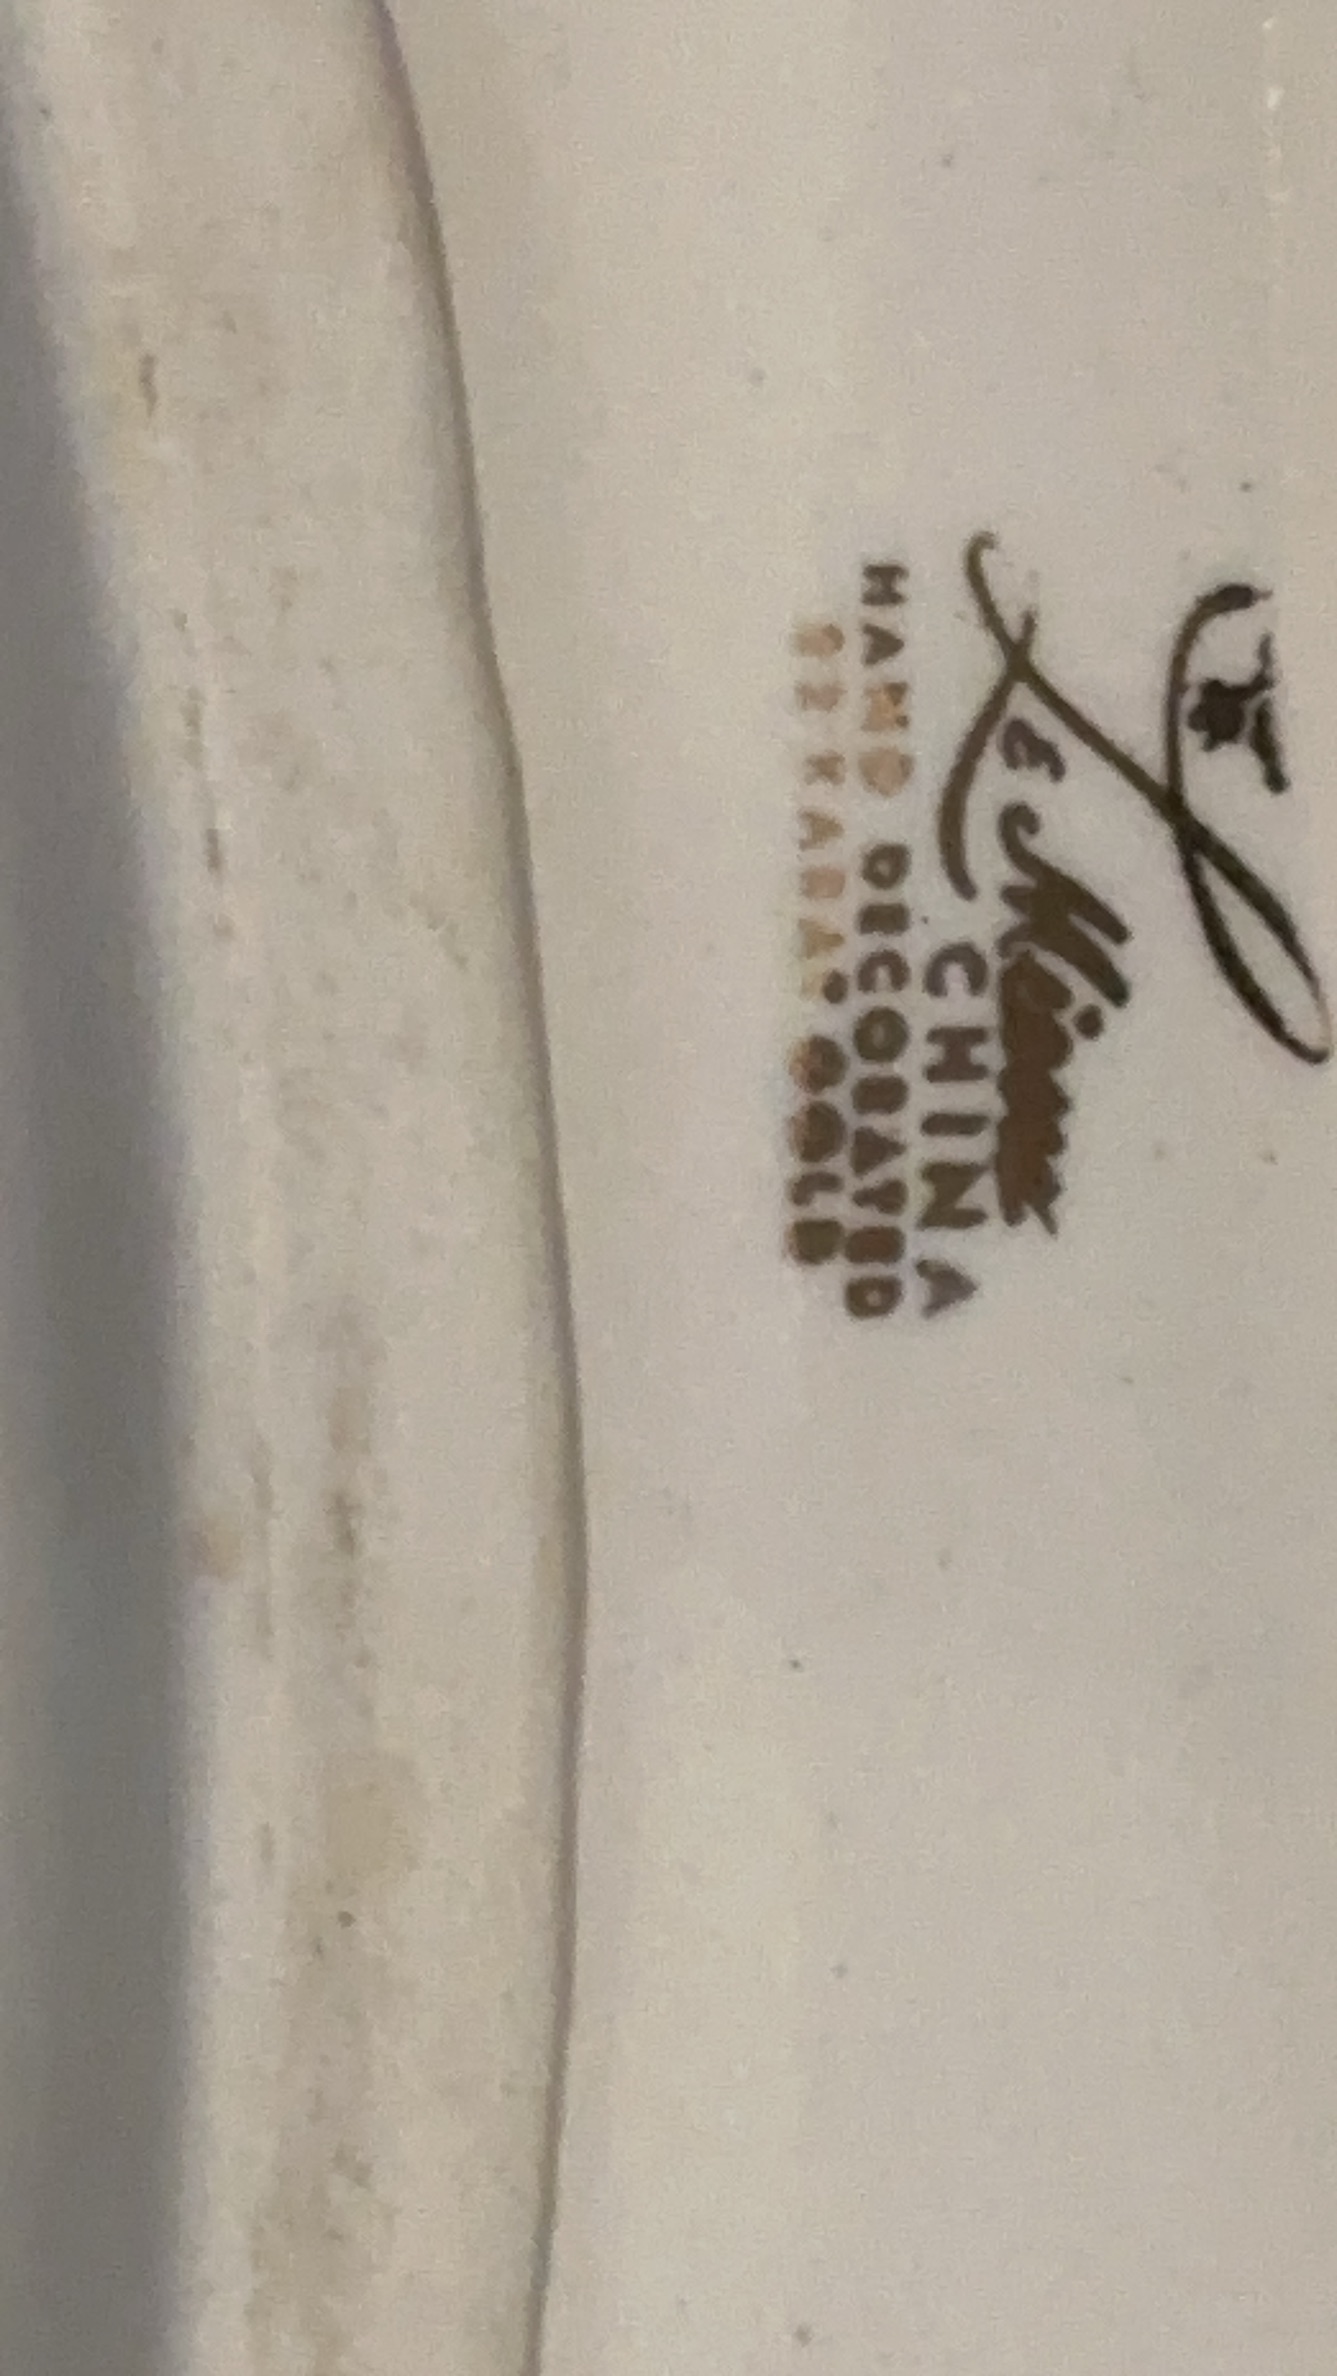 Le Mieux
CHINA
HAND DECORATED
22 KARAT GOLD